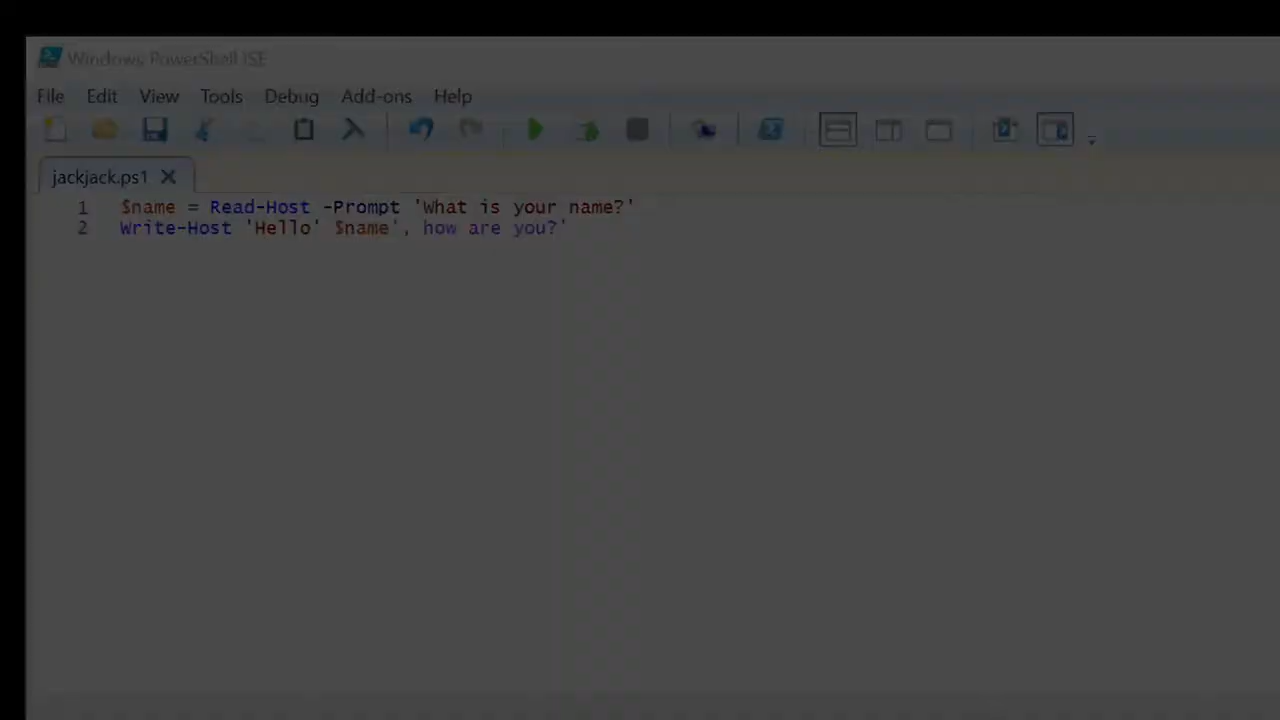 Windows PowerShell ISE
File Edit View Tools Debug Add-ons Help
jackjack.ps1
1 $name = Read-Host -Prompt 'What is your name?'
2 Write-Host 'Hello' $name', how are you?'